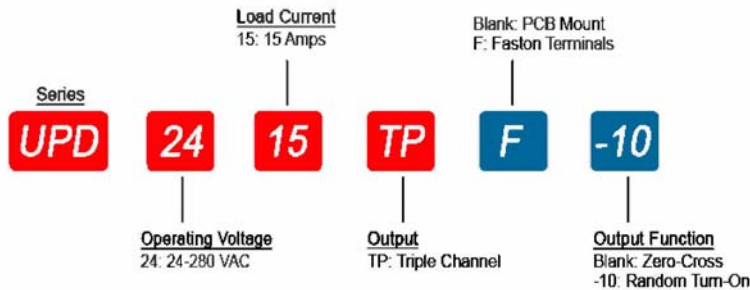 Load Current
15: 15 Amps
Blank: PCB Mount
F: Faston Terminals
Series
UPD
24
15
TP
F
-10
Operating Voltage
24: 24-280 VAC
Output
TP: Triple Channel
Output Function
Blank: Zero-Cross
-10: Random Turn-On